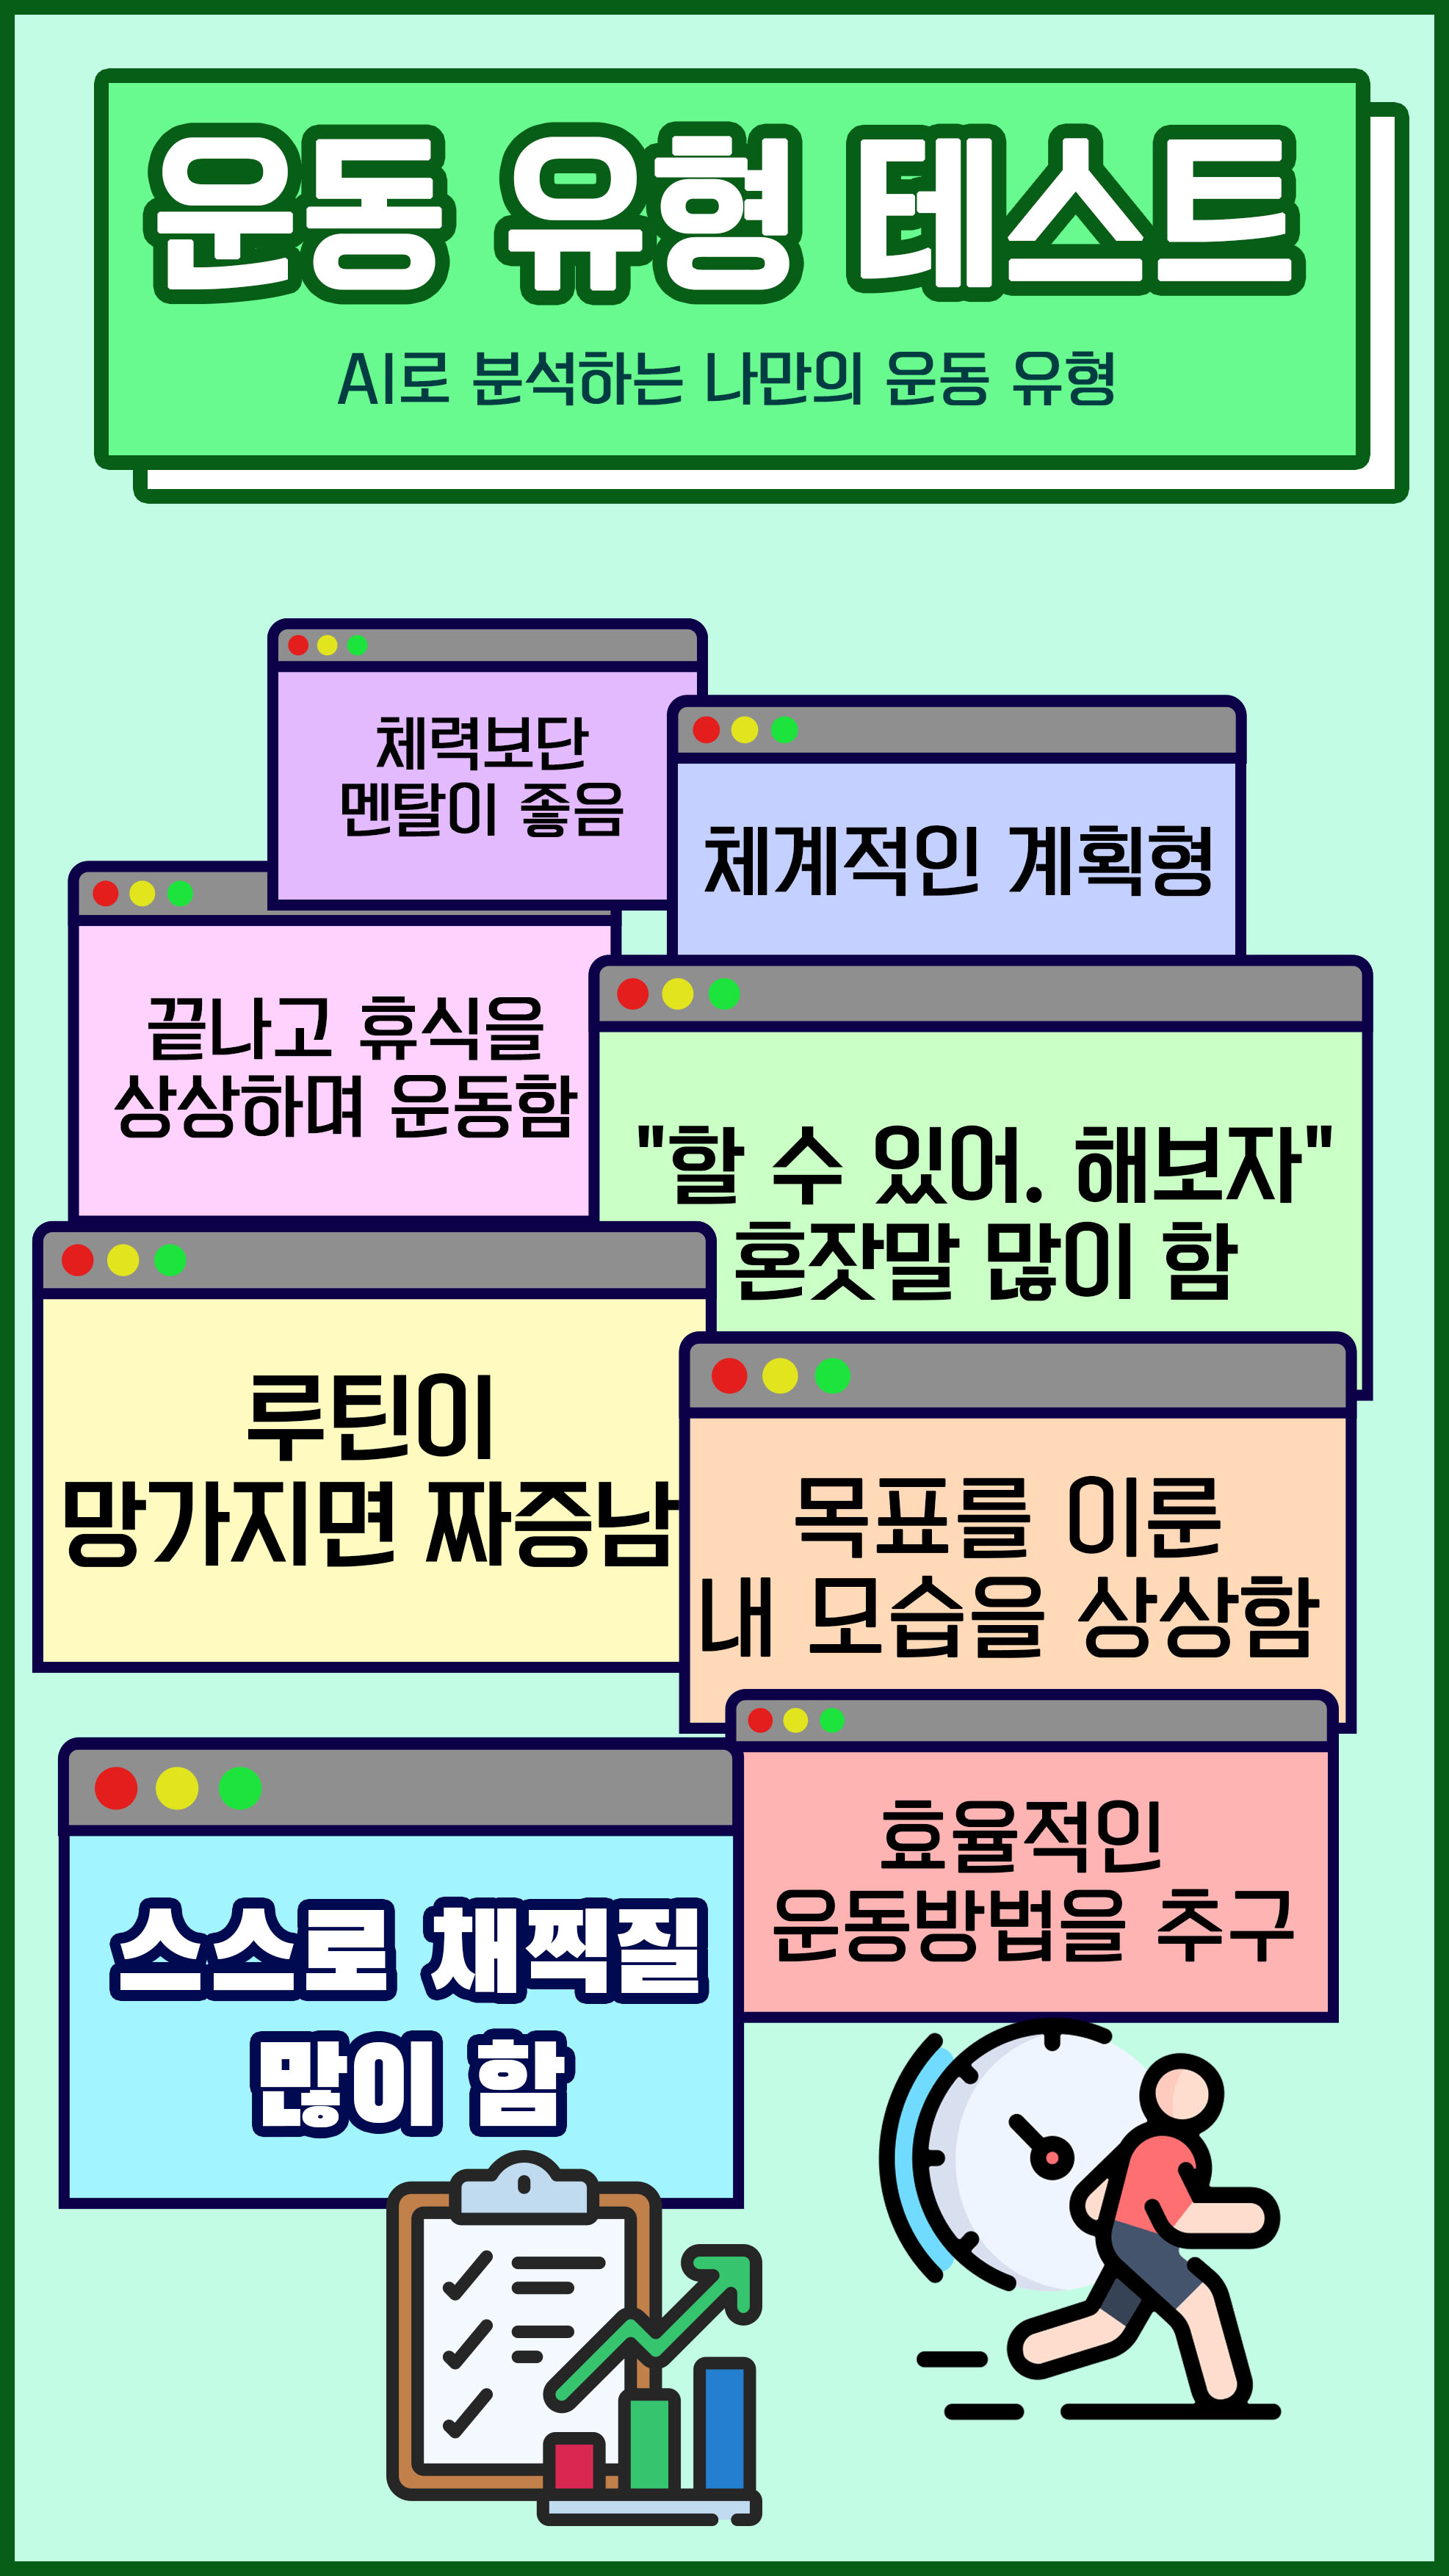 운동 유형 테스트
AI로 분석하는 나만의 운동 유형
체력보단
멘탈이 좋음
체계적인 계획형
끝나고 휴식을
상상하며 운동함
"할 수 있어. 해보자"
혼잣말 많이 함
루틴이
망가지면 짜증남
목표를 이룬
내 모습을 상상함
효율적인
운동방법을 추구
스스로 채찍질
많이 함